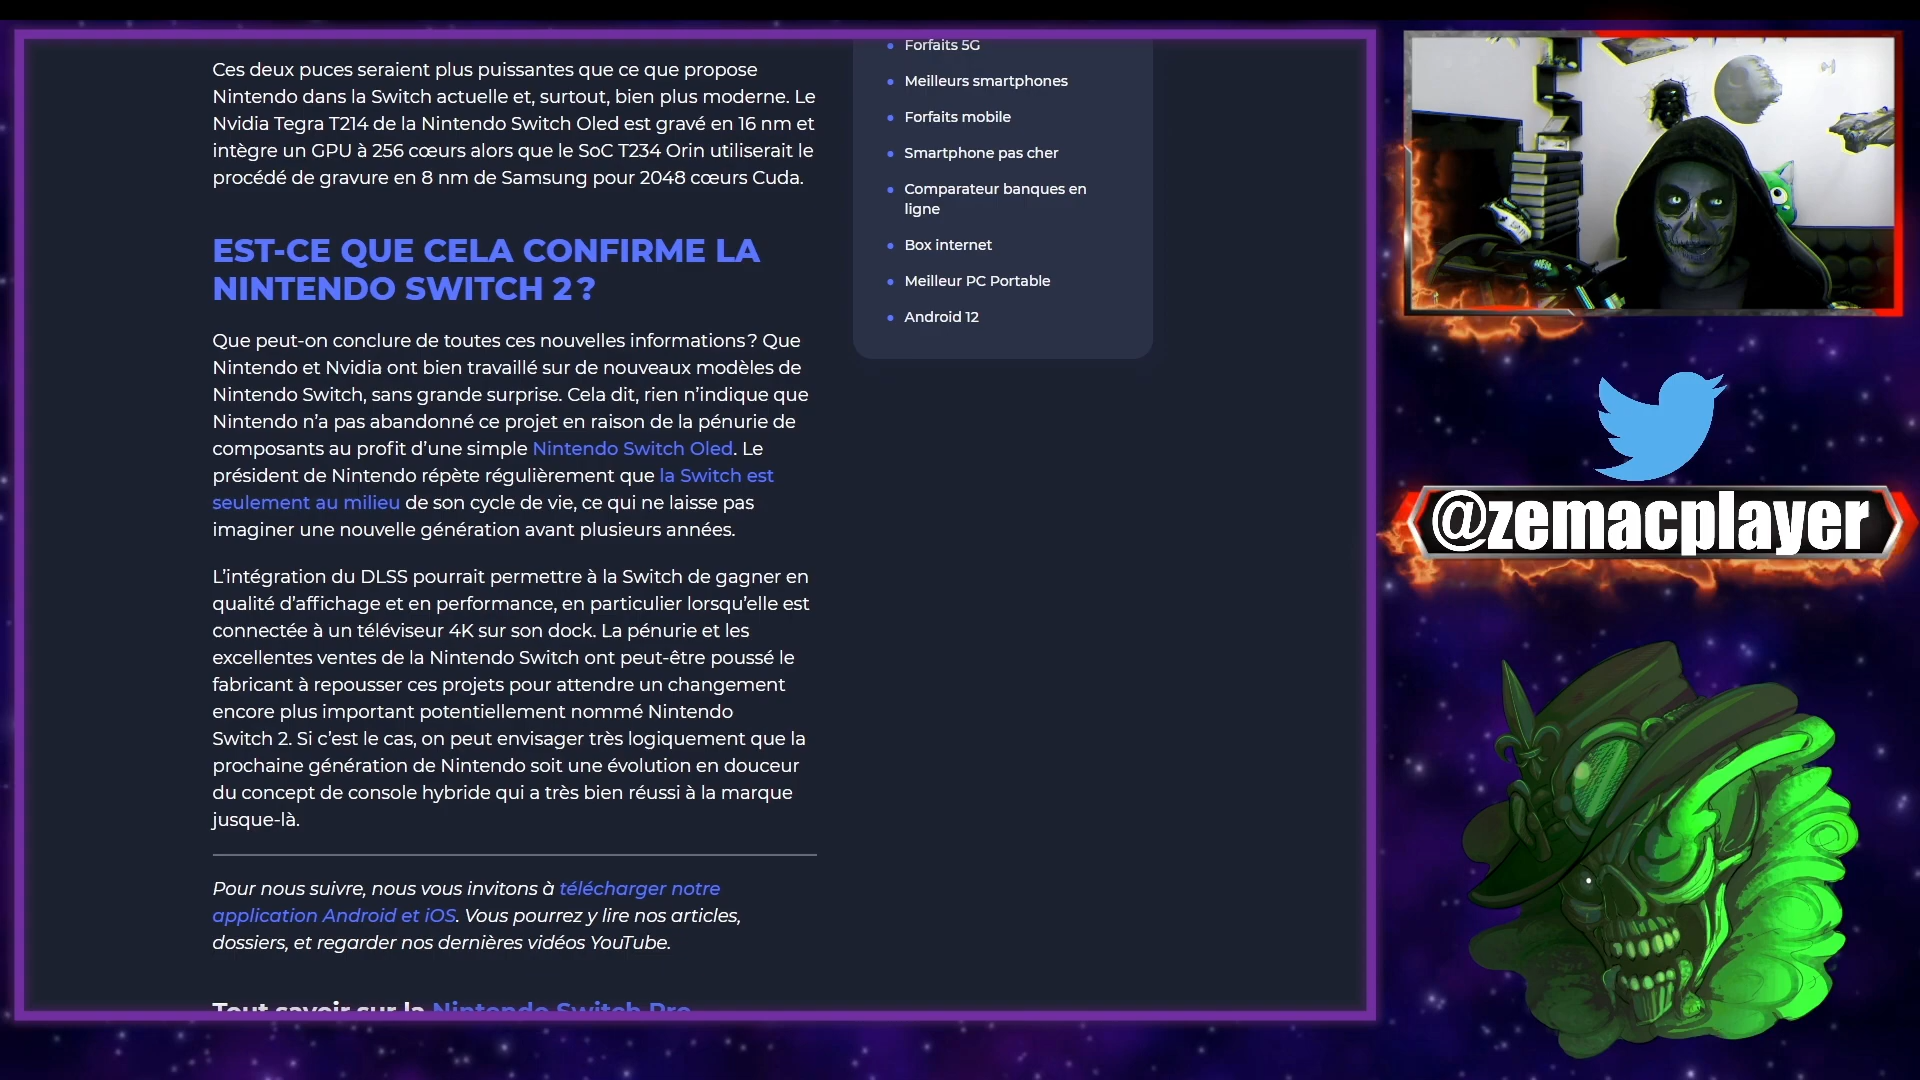 Ces deux puces seraient plus puissantes que ce que propose
Nintendo dans la Switch actuelle et, surtout, bien plus moderne. Le
Nvidia Tegra T214 de la Nintendo Switch Oled est gravé en 16 nm et
intègre un GPU à 256 cœurs alors que le SoC T234 Orin utiliserait le
procédé de gravure en 8 nm de Samsung pour 2048 cœurs Cuda.
EST-CE QUE CELA CONFIRME LA
NINTENDO SWITCH 2 ?
Que peut-on conclure de toutes ces nouvelles informations ? Que
Nintendo et Nvidia ont bien travaillé sur de nouveaux modèles de
Nintendo Switch, sans grande surprise. Cela dit, rien n’indique que
Nintendo n’a pas abandonné ce projet en raison de la pénurie de
composants au profit d’une simple Nintendo Switch Oled. Le
président de Nintendo répète régulièrement que la Switch est
seulement au milieu de son cycle de vie, ce qui ne laisse pas
imaginer une nouvelle génération avant plusieurs années.
L’intégration du DLSS pourrait permettre à la Switch de gagner en
qualité d’affichage et en performance, en particulier lorsqu’elle est
connectée à un téléviseur 4K sur son dock. La pénurie et les
excellentes ventes de la Nintendo Switch ont peut-être poussé le
fabricant à repousser ces projets pour attendre un changement
encore plus important potentiellement nommé Nintendo
Switch 2. Si c’est le cas, on peut envisager très logiquement que la
prochaine génération de Nintendo soit une évolution en douceur
du concept de console hybride qui a très bien réussi à la marque
jusque-là.
Pour nous suivre, nous vous invitons à télécharger notre
application Android et iOS. Vous pourrez y lire nos articles,
dossiers, et regarder nos dernières vidéos YouTube.
Tout savoir sur la Nintendo Switch Pro
Forfaits 5G
Meilleurs smartphones
Forfaits mobile
Smartphone pas cher
Comparateur banques en
ligne
Box internet
Meilleur PC Portable
Android 12
@zemacplayer